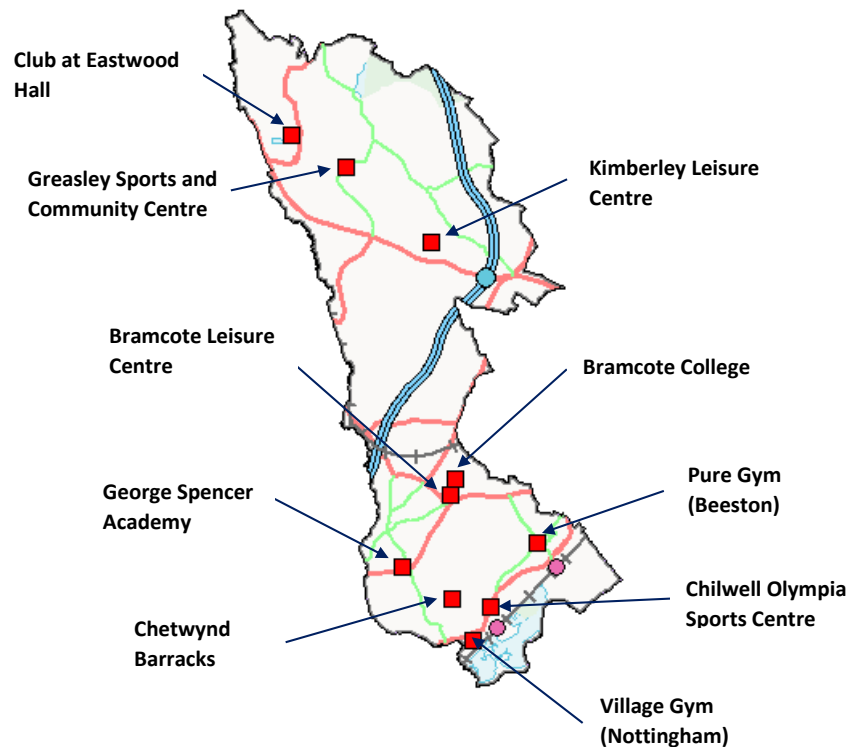 Club at Eastwood
Hall
Greasley Sports and
Community Centre
Kimberley Leisure
Centre
Bramcote Leisure
Centre
Bramcote College
George Spencer
Academy
Pure Gym
(Beeston)
Chetwynd
Barracks
Chilwell Olympia
Sports Centre
Village Gym
(Nottingham)